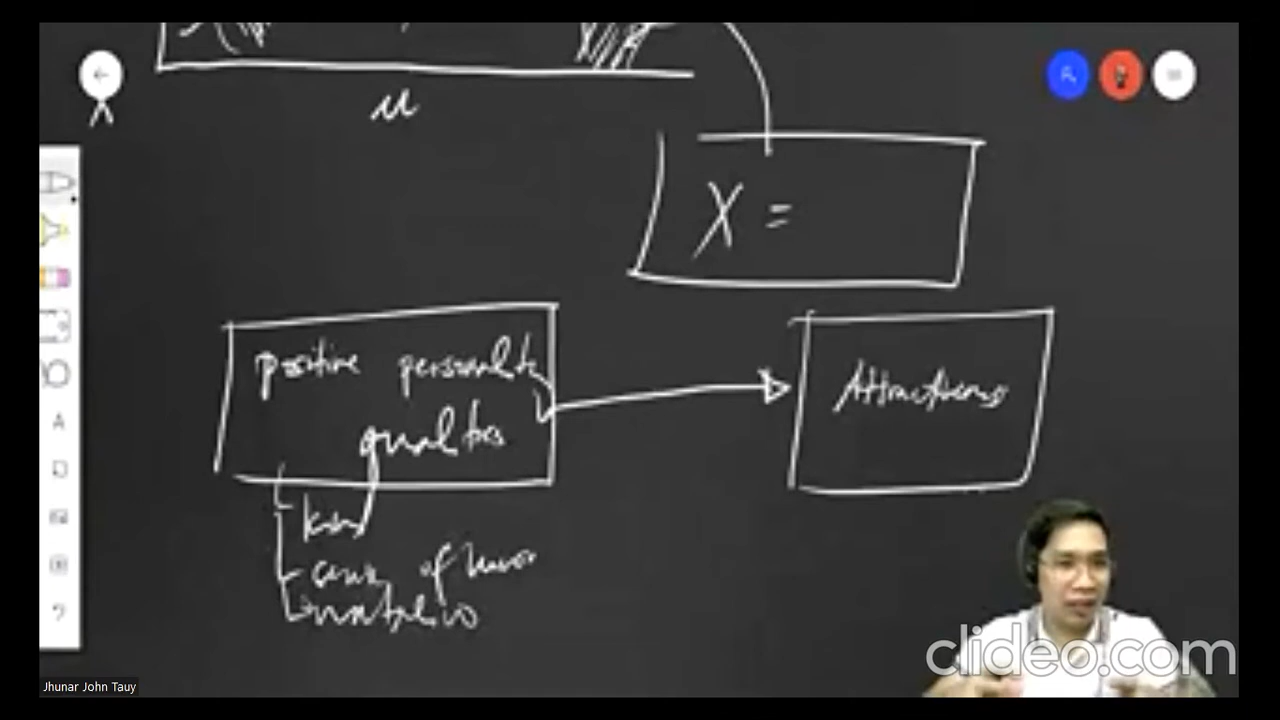 μ
X =
positive personality
qualities
Attractiveness
kind
sense of humor
A
?
clideo.com
Jhunar John Tauy